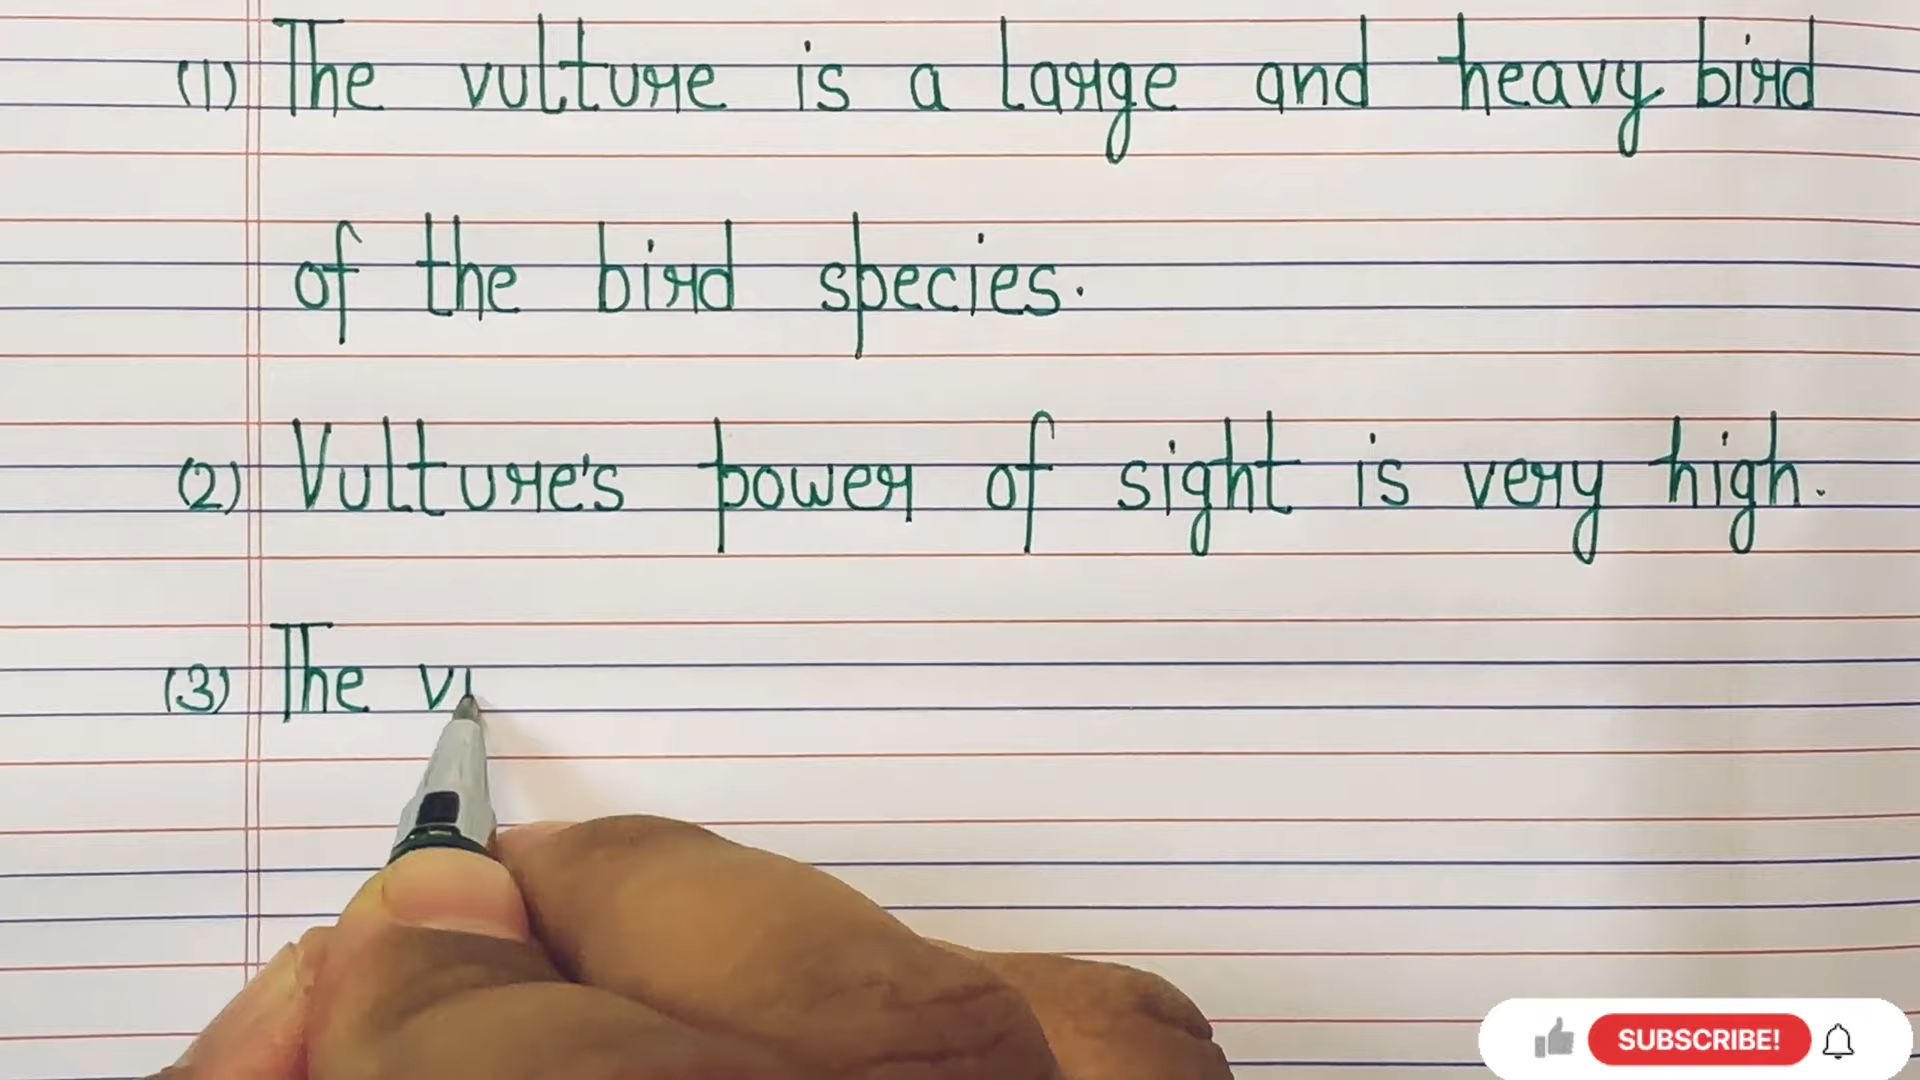 (1) The vulture is a large and heavy bird
of the bird species.
(2) Vulture's power of sight is very high.
(3) The
SUBSCRIBE!